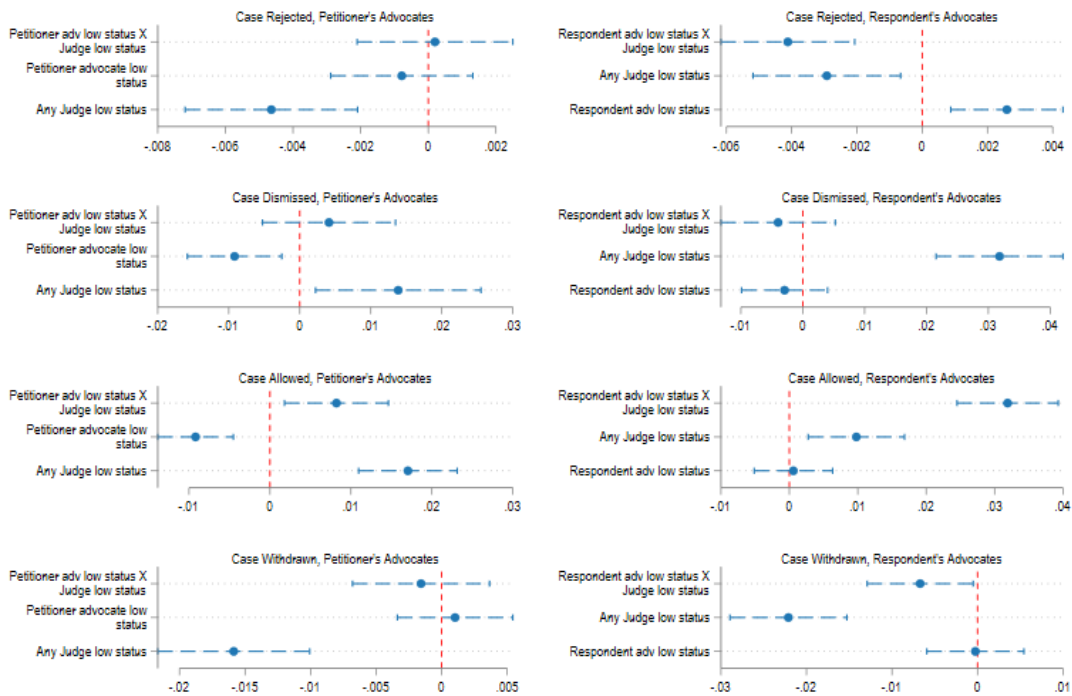 Case Rejected, Petitioner's Advocates
Petitioner adv low status X
Judge low status
Petitioner advocate low
status
Any Judge low status
-.008 -.006 -.004 -.002 0 .002
Case Rejected, Respondent's Advocates
Respondent adv low status X
Judge low status
Any Judge low status
Respondent adv low status
-.006 -.004 -.002 0 .002 .004
Case Dismissed, Petitioner's Advocates
Petitioner adv low status X
Judge low status
Petitioner advocate low
status
Any Judge low status
-.02 -.01 0 .01 .02 .03
Case Dismissed, Respondent's Advocates
Respondent adv low status X
Judge low status
Any Judge low status
Respondent adv low status
-.01 0 .01 .02 .03 .04
Case Allowed, Petitioner's Advocates
Petitioner adv low status X
Judge low status
Petitioner advocate low
status
Any Judge low status
-.01 0 .01 .02 .03
Case Allowed, Respondent's Advocates
Respondent adv low status X
Judge low status
Any Judge low status
Respondent adv low status
-.01 0 .01 .02 .03 .04
Case Withdrawn, Petitioner's Advocates
Petitioner adv low status X
Judge low status
Petitioner advocate low
status
Any Judge low status
-.02 -.015 -.01 -.005 0 .005
Case Withdrawn, Respondent's Advocates
Respondent adv low status X
Judge low status
Any Judge low status
Respondent adv low status
-.03 -.02 -.01 0 .01